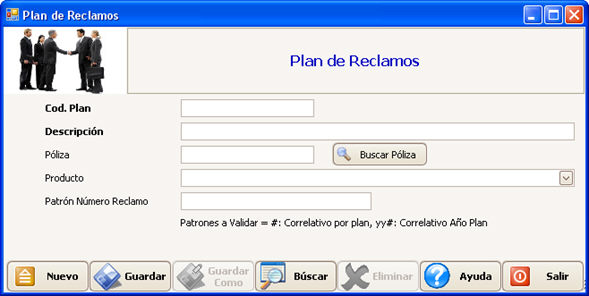 Plan de Reclamos
Plan de Reclamos
Cod. Plan
Descripción
Póliza
Buscar Póliza
Producto
Patrón Número Reclamo
Patrones a Validar = #: Correlativo por plan, yy#: Correlativo Año Plan
Nuevo
Guardar
Guardar
Como
Búscar
Eliminar
Ayuda
Salir